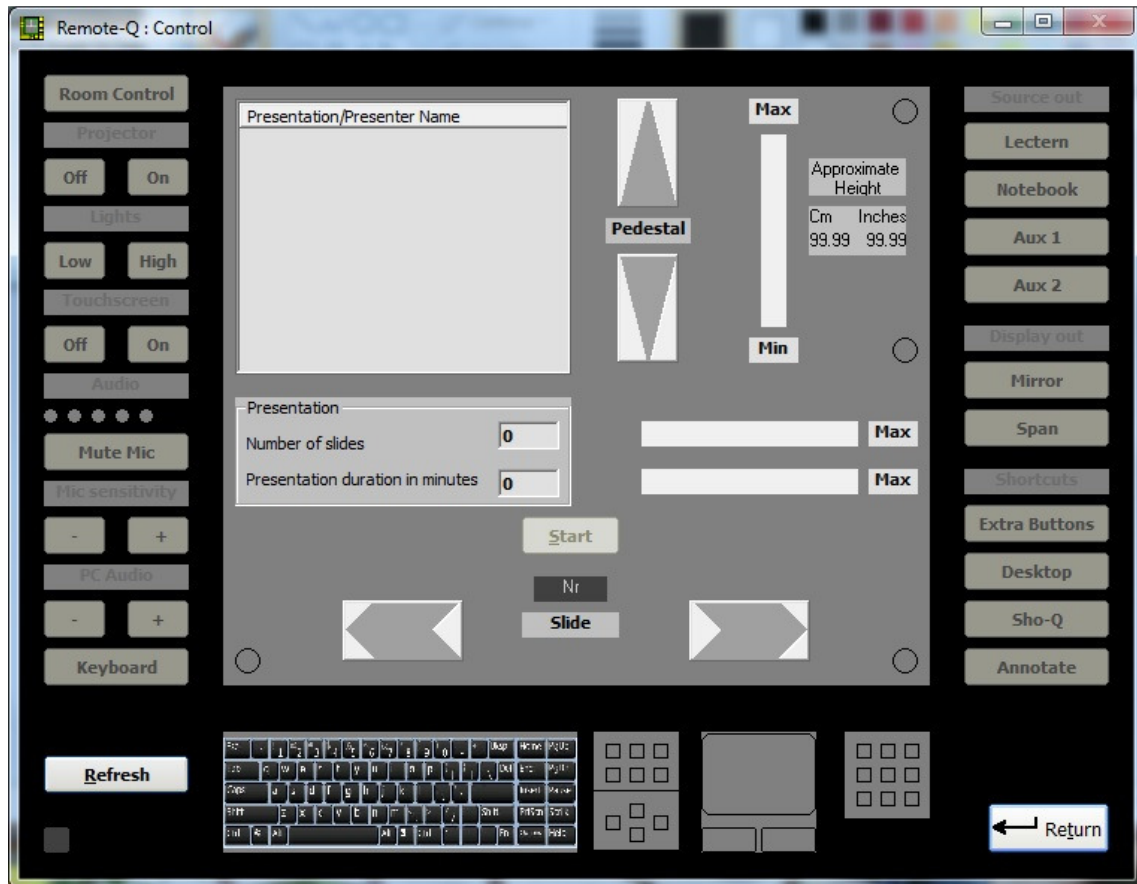 Remote-Q : Control
Room Control
Projector
Off On
Lights
Low High
Touchscreen
Off On
Audio
Mute Mic
Mic sensitivity
- +
PC Audio
- +
Keyboard
Refresh
Presentation/Presenter Name
Pedestal
Max
Min
Approximate
Height
Cm Inches
99.99 99.99
Presentation
Number of slides 0
Presentation duration in minutes 0
Max
Max
Start
Nr
Slide
Source out
Lectern
Notebook
Aux 1
Aux 2
Display out
Mirror
Span
Shortcuts
Extra Buttons
Desktop
Sho-Q
Annotate
Return